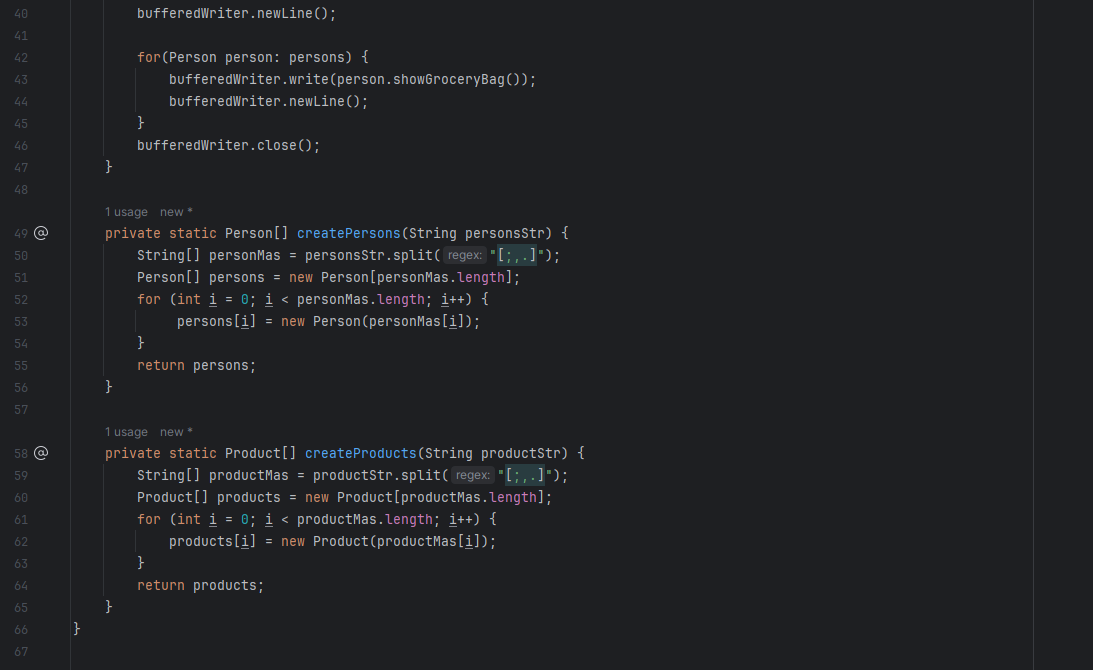 40 bufferedWriter.newLine();
41
42 for(Person person: persons) {
43 bufferedWriter.write(person.showGroceryBag());
44 bufferedWriter.newLine();
45 }
46 bufferedWriter.close();
47 }
48
1 usage new *
49 @ private static Person[] createPersons(String personsStr) {
50 String[] personMas = personsStr.split( regex: "[;,.]");
51 Person[] persons = new Person[personMas.length];
52 for (int i = 0; i < personMas.length; i++) {
53 persons[i] = new Person(personMas[i]);
54 }
55 return persons;
56 }
57
1 usage new *
58 @ private static Product[] createProducts(String productStr) {
59 String[] productMas = productStr.split( regex: "[;,.]");
60 Product[] products = new Product[productMas.length];
61 for (int i = 0; i < productMas.length; i++) {
62 products[i] = new Product(productMas[i]);
63 }
64 return products;
65 }
66 }
67